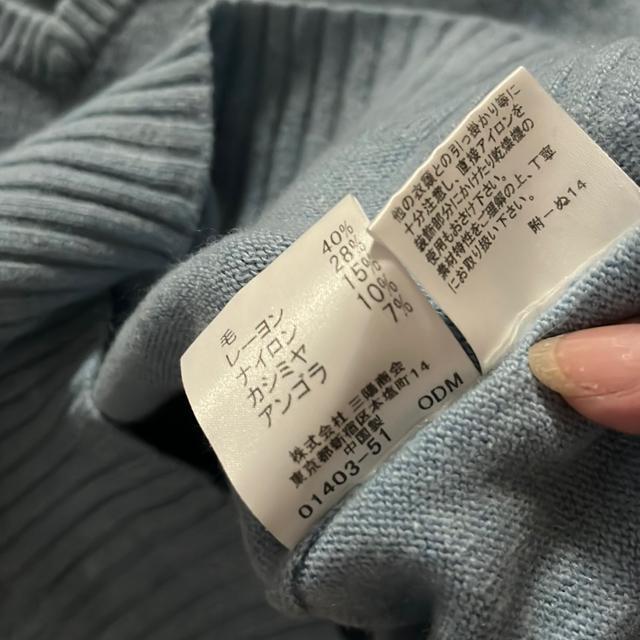 毛 40%
レーヨン 28%
ナイロン 15%
カシミヤ 10%
アンゴラ 7%
株式会社 三陽商会
東京都新宿区本塩町14
中国製
01403-51 ODM
他の衣類との引っ掛かり等に
十分注意し、直接アイロンを
装飾部分にかけたり乾燥機の
使用もお避け下さい。
素材特性をご理解の上、丁寧
にお取り扱い下さい。
附ーぬ14